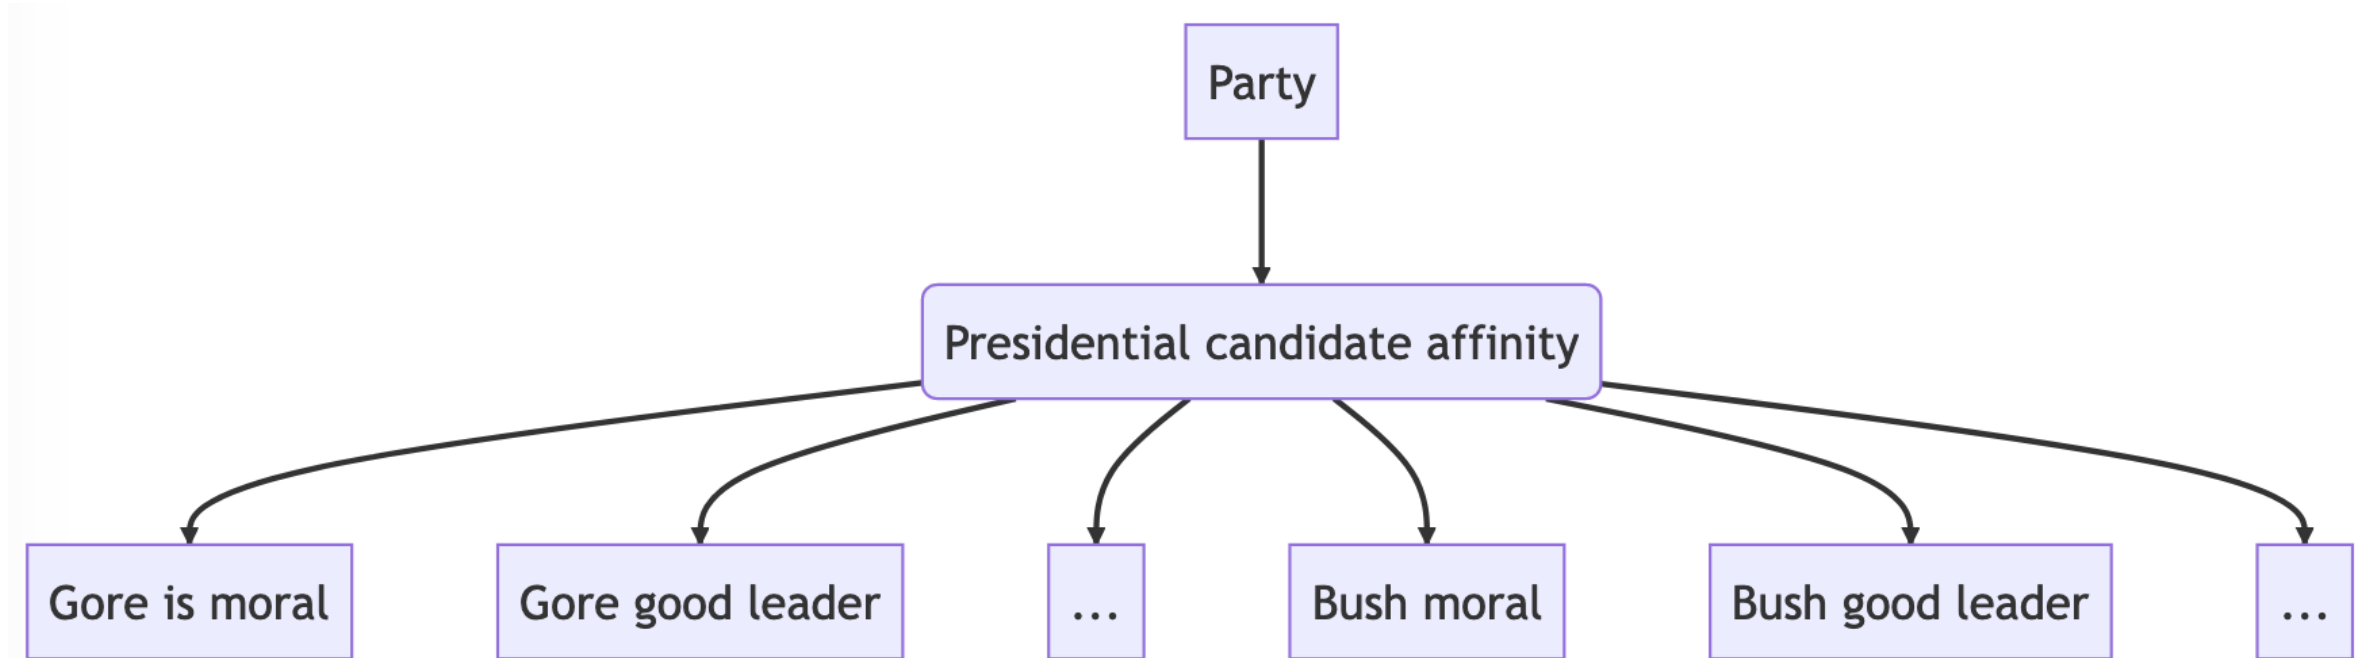 Party
Presidential candidate affinity
Gore is moral
Gore good leader
...
Bush moral
Bush good leader
...